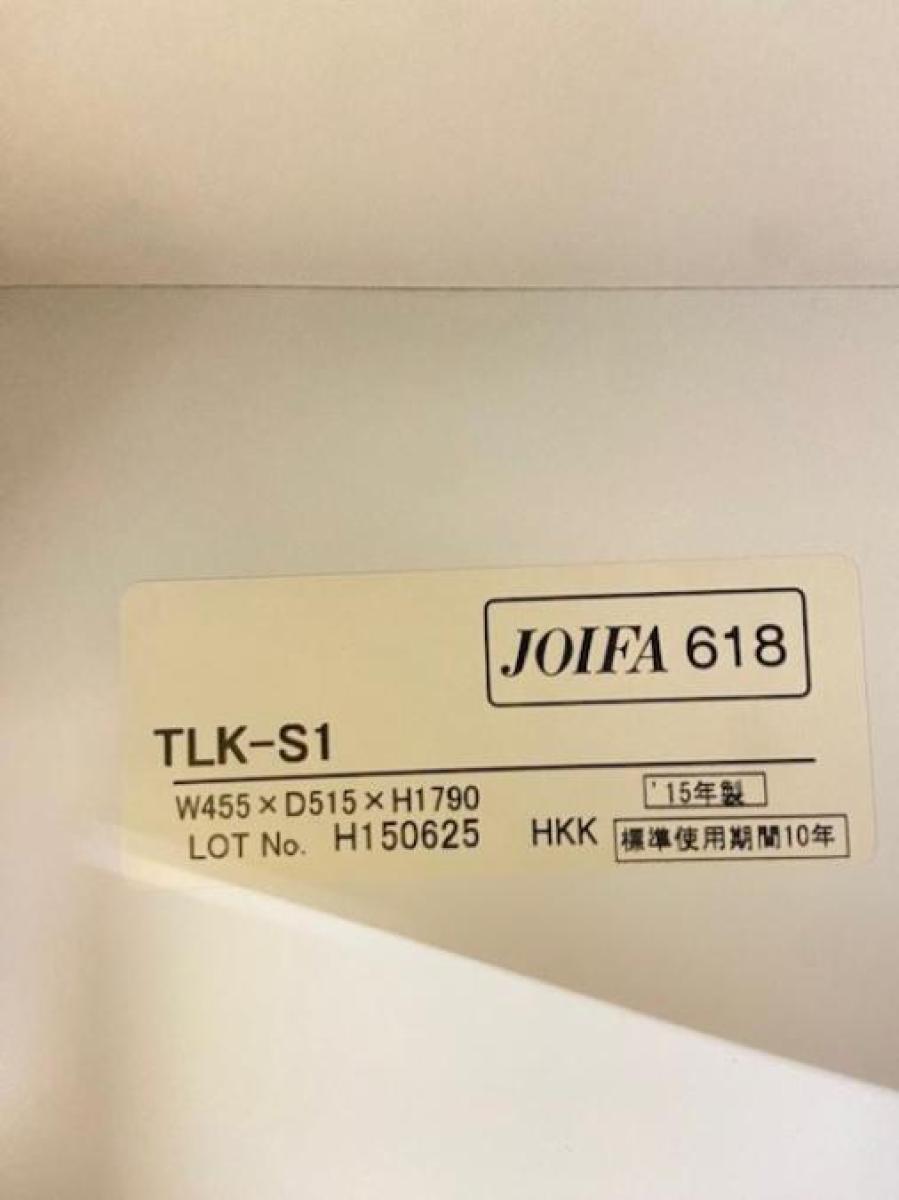 JOIFA 618
TLK-S1
W455×D515×H1790
'15年製
LOT No. H150625
HKK
標準使用期間10年